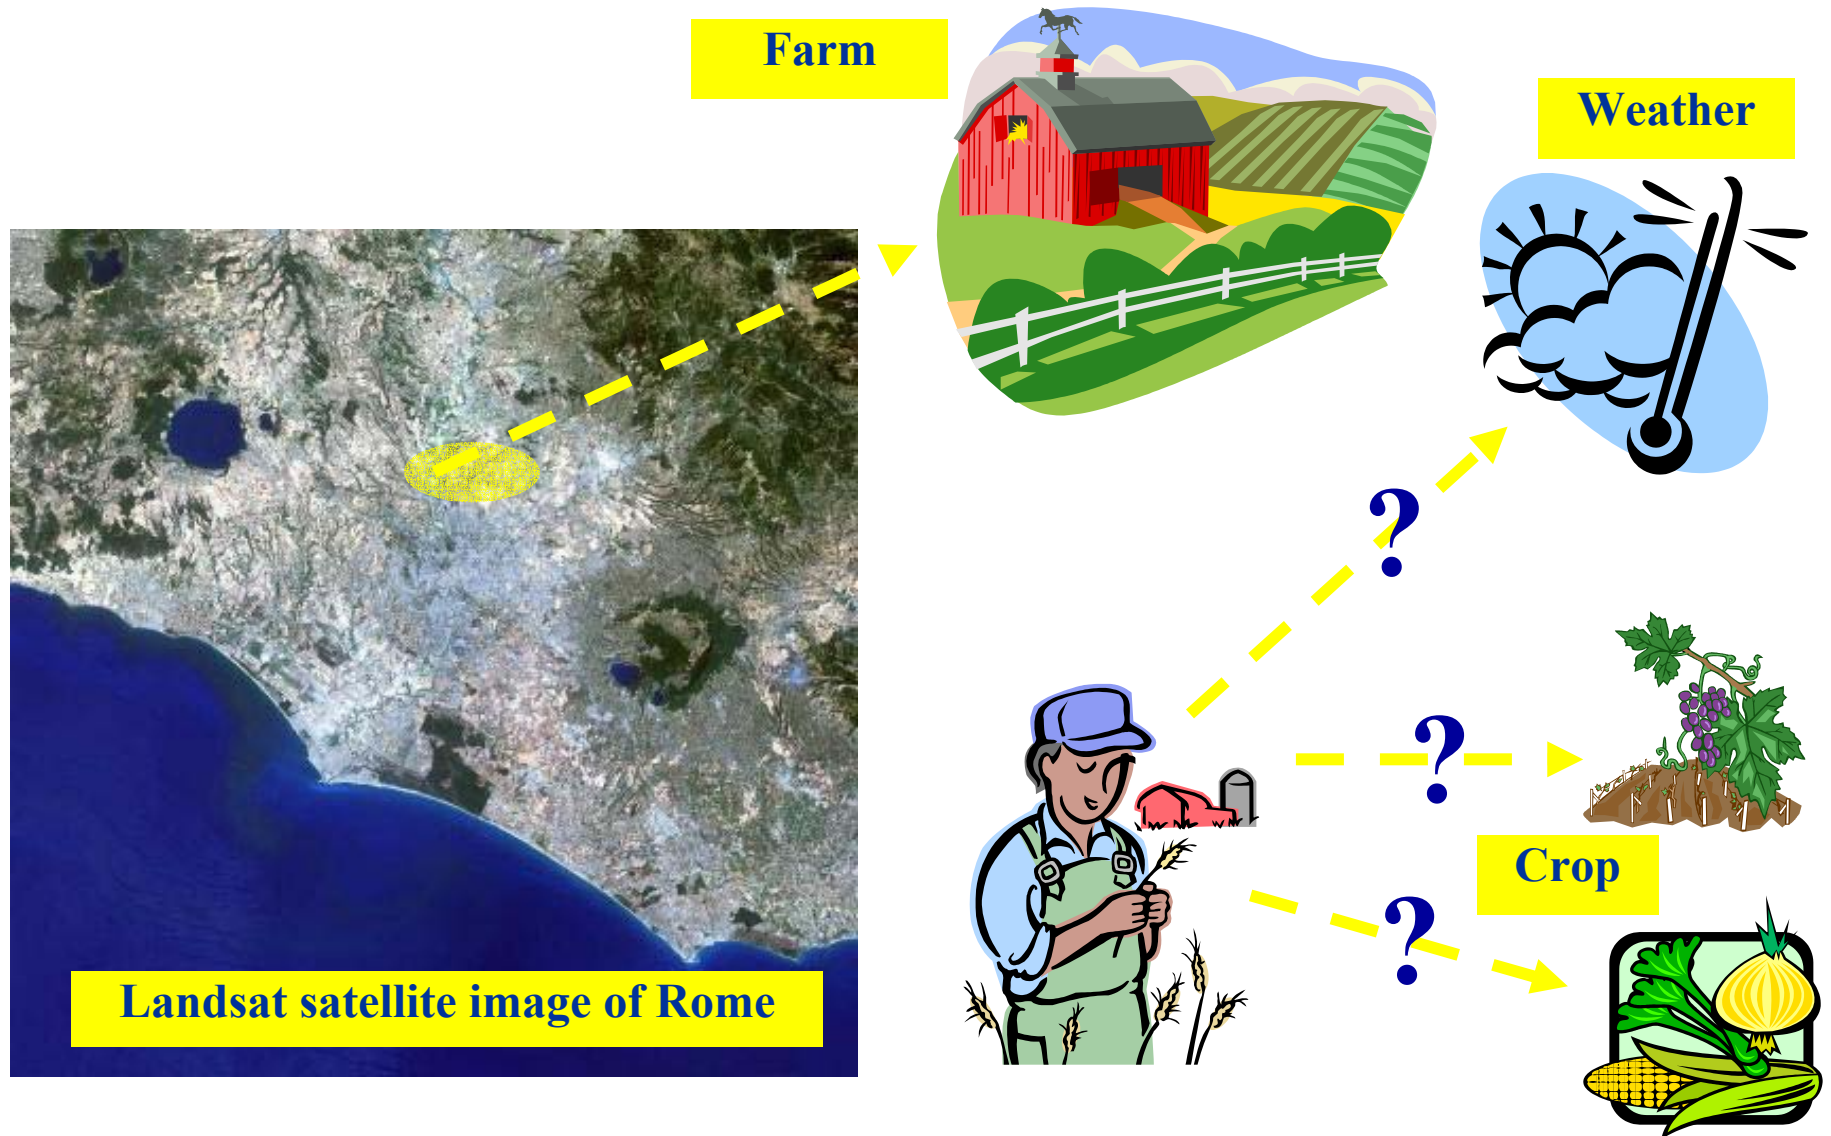 Farm
Weather
?
?
Crop
?
Landsat satellite image of Rome